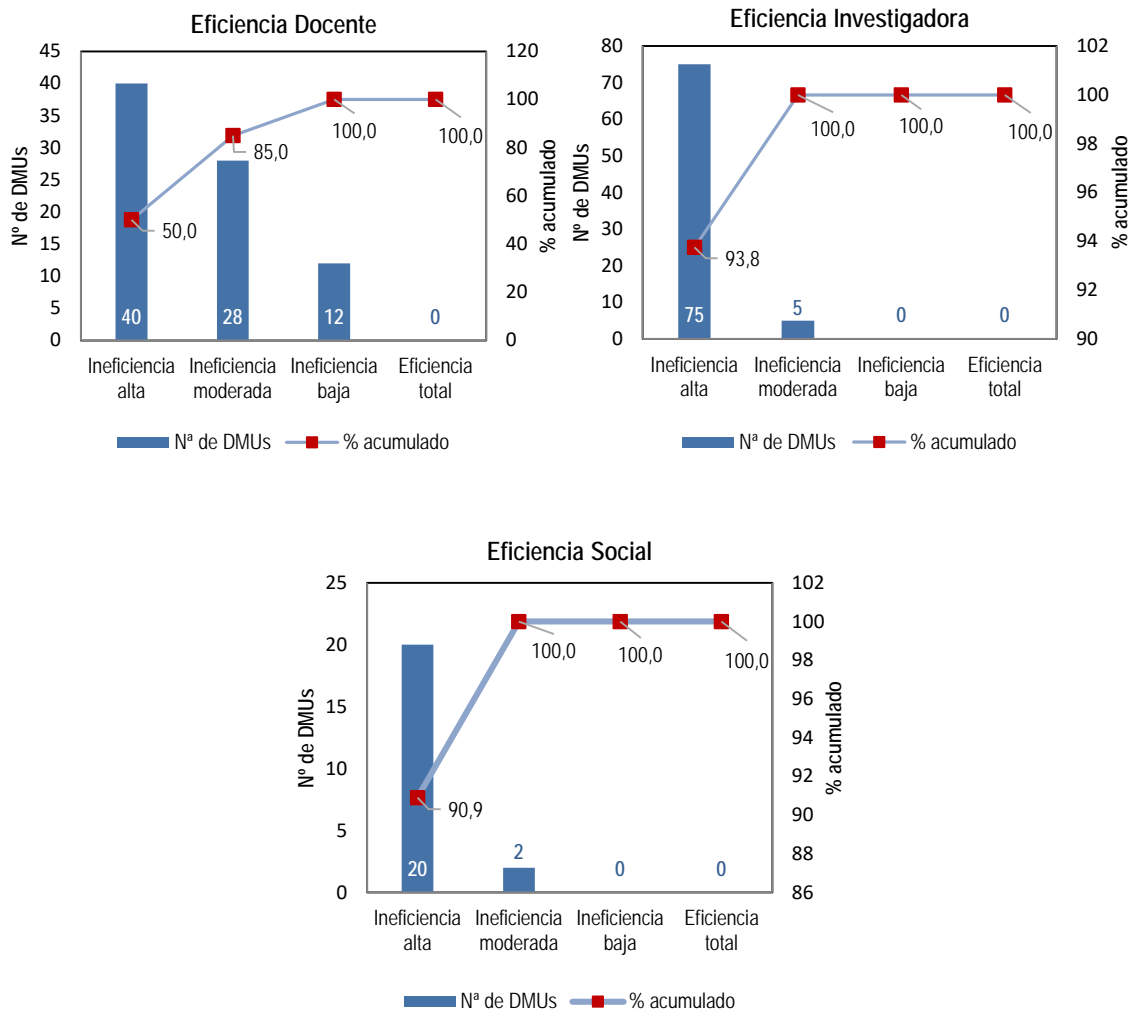 Eficiencia Docente
45
40
35
30
25
20
15
10
5
0
Nº de DMUs
120
100
80
60
40
20
0
% acumulado
50,0
85,0
100,0
100,0
40
28
12
0
Ineficiencia alta
Ineficiencia moderada
Ineficiencia baja
Eficiencia total
Nª de DMUs
% acumulado
Eficiencia Investigadora
80
70
60
50
40
30
20
10
0
Nº de DMUs
102
100
98
96
94
92
90
% acumulado
93,8
100,0
100,0
100,0
75
5
0
0
Ineficiencia alta
Ineficiencia moderada
Ineficiencia baja
Eficiencia total
Nª de DMUs
% acumulado
Eficiencia Social
25
20
15
10
5
0
Nº de DMUs
102
100
98
96
94
92
90
88
86
% acumulado
90,9
100,0
100,0
100,0
20
2
0
0
Ineficiencia alta
Ineficiencia moderada
Ineficiencia baja
Eficiencia total
Nª de DMUs
% acumulado